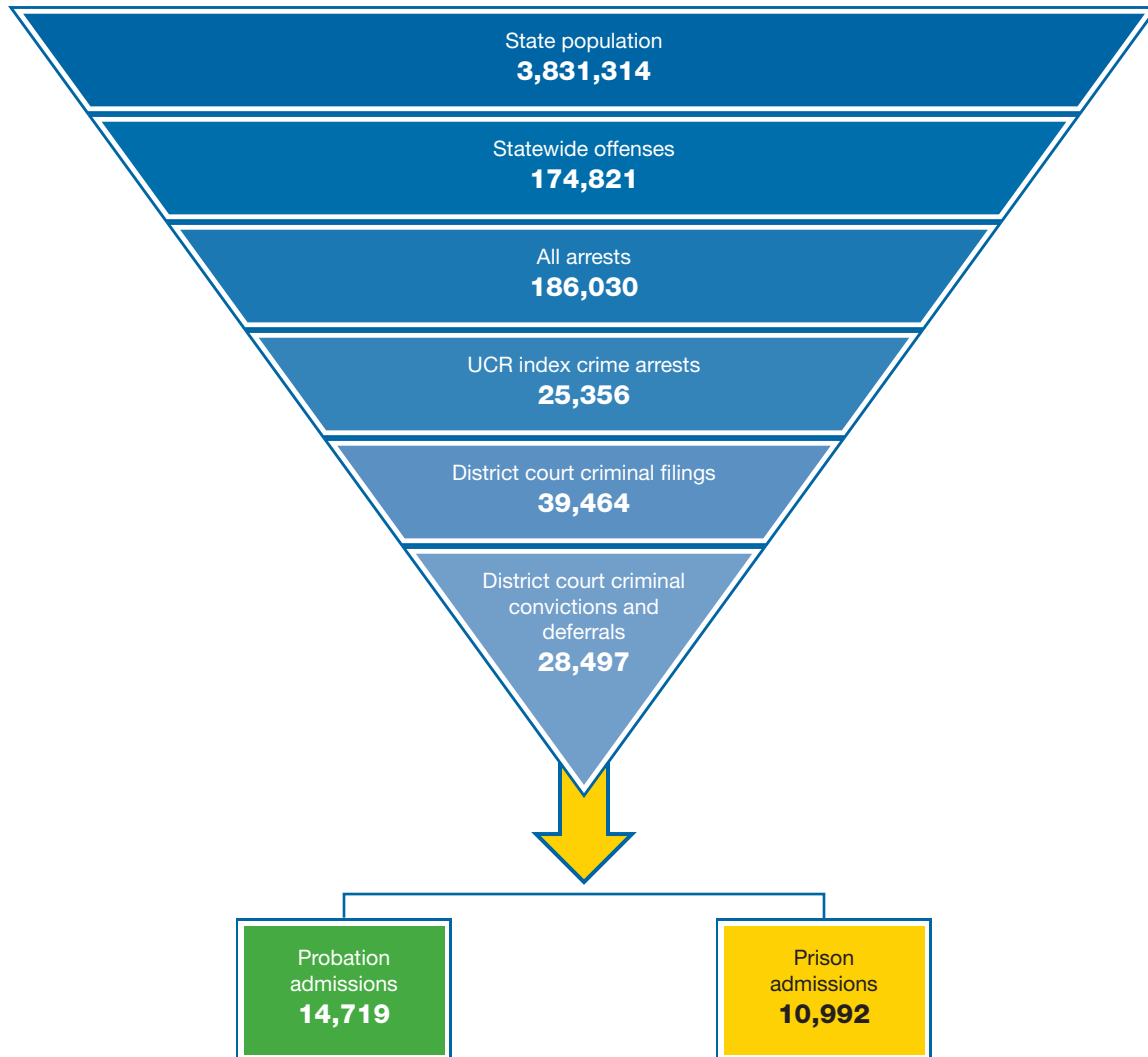 State population
3,831,314
Statewide offenses
174,821
All arrests
186,030
UCR index crime arrests
25,356
District court criminal filings
39,464
District court criminal
convictions and
deferrals
28,497
Probation
admissions
14,719
Prison
admissions
10,992